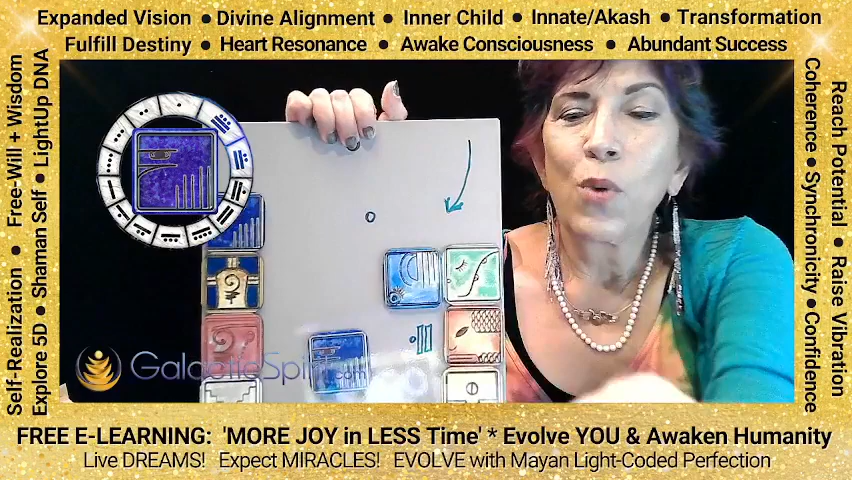 Expanded Vision ● Divine Alignment ● Inner Child ● Innate/Akash ● Transformation
Fulfill Destiny ● Heart Resonance ● Awake Consciousness ● Abundant Success
Self-Realization ● Free-Will + Wisdom
Explore 5D ● Shaman Self ● LightUp DNA
Coherence ● Synchronicity ● Confidence
Reach Potential ● Raise Vibration
GalacticSpirit.com
FREE E-LEARNING: 'MORE JOY in LESS Time' * Evolve YOU & Awaken Humanity
Live DREAMS! Expect MIRACLES! EVOLVE with Mayan Light-Coded Perfection